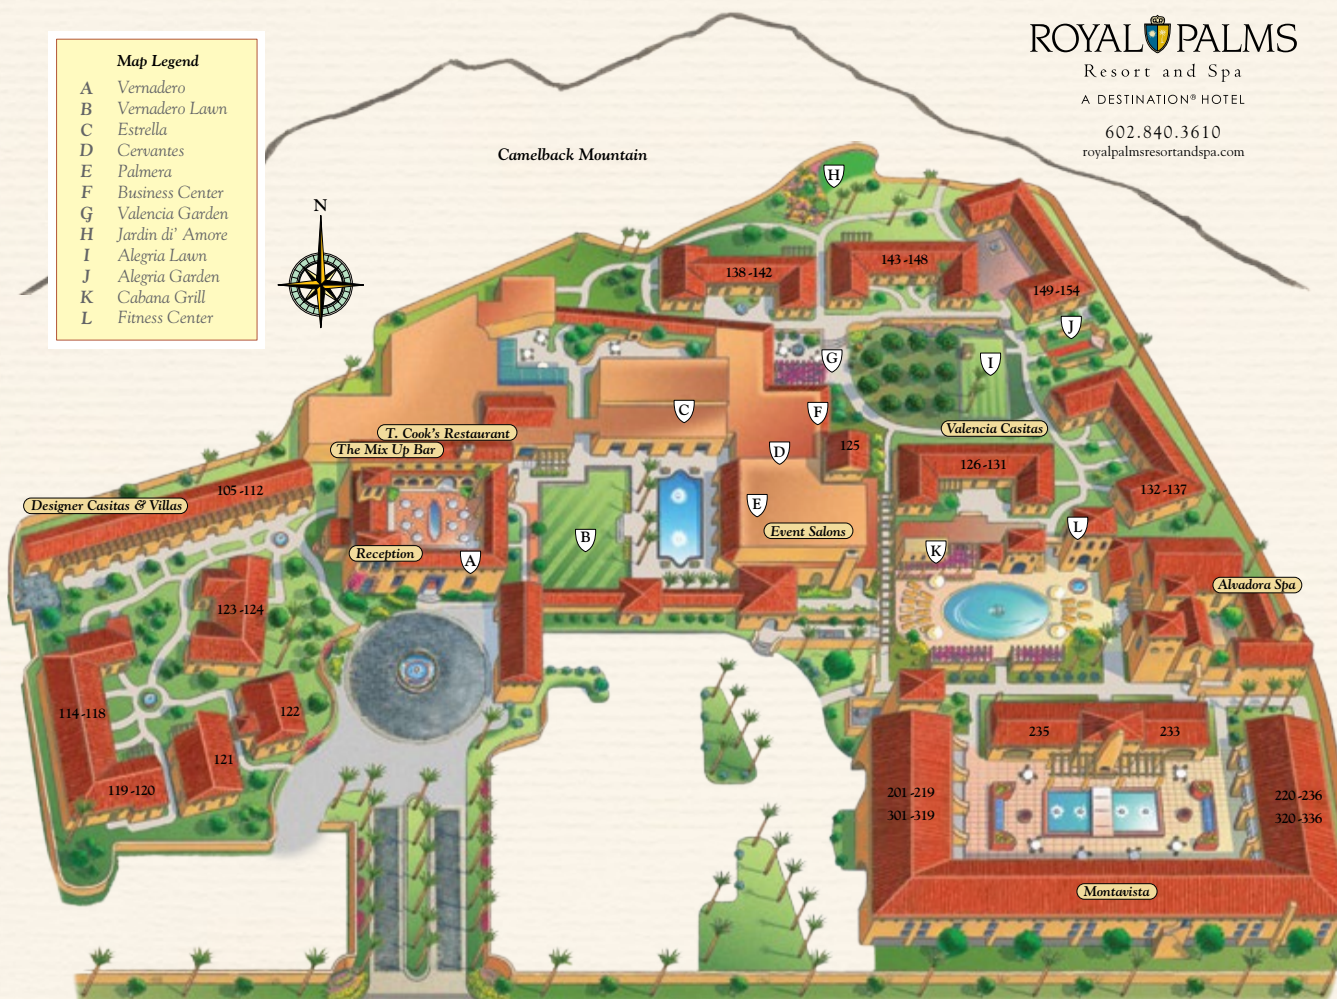 ROYAL PALMS
Resort and Spa
A DESTINATION® HOTEL
602.840.3610
royalpalmsresortandspa.com
Map Legend
A Vernadero
B Vernadero Lawn
C Estrella
D Cervantes
E Palmera
F Business Center
G Valencia Garden
H Jardin di' Amore
I Alegria Lawn
J Alegria Garden
K Cabana Grill
L Fitness Center
Camelback Mountain
N
H
138-142
143-148
149-154
J
G
I
C
F
Valencia Casitas
T. Cook's Restaurant
The Mix Up Bar
D
125
126-131
132-137
105-112
Designer Casitas & Villas
E
Event Salons
L
B
K
Reception
A
Alvadora Spa
123-124
114-118
122
121
119-120
235
233
201-219
301-319
220-236
320-336
Montavista